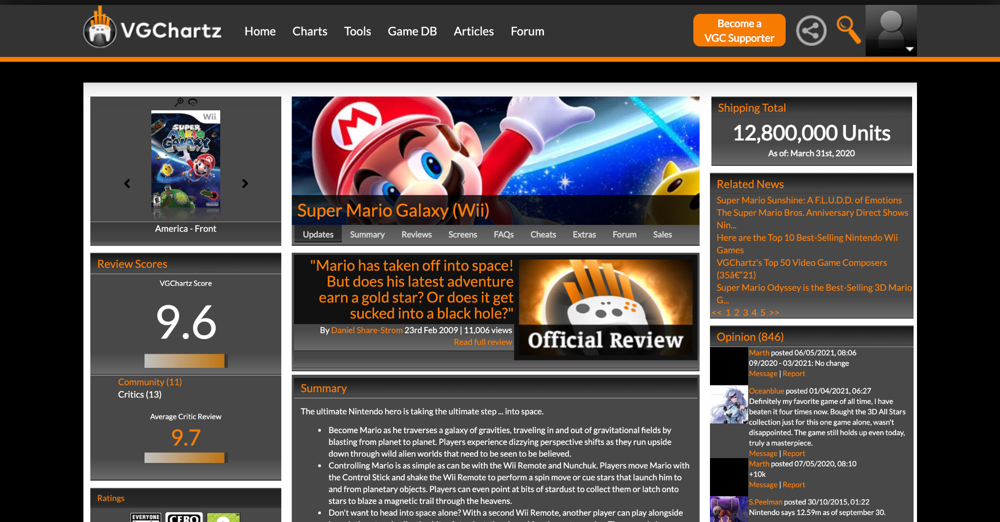 VGChartz
Home
Charts
Tools
Game DB
Articles
Forum
Become a
VGC Supporter
Wii
SUPER
MARIO
GALAXY
America - Front
Super Mario Galaxy (Wii)
Updates
Summary
Reviews
Screens
FAQs
Cheats
Extras
Forum
Sales
Review Scores
VGChartz Score
9.6
Community (11)
Critics (13)
Average Critic Review
9.7
Ratings
EVERYONE
CERO
"Mario has taken off into space!
But does his latest adventure
earn a gold star? Or does it get
sucked into a black hole?"
By Daniel Share-Strom 23rd Feb 2009 | 11,006 views
Read full review
Official Review
Summary
The ultimate Nintendo hero is taking the ultimate step ... into space.
• Become Mario as he traverses a galaxy of gravities, traveling in and out of gravitational fields by
blasting from planet to planet. Players experience dizzying perspective shifts as they run upside
down through wild alien worlds that need to be seen to be believed.
• Controlling Mario is as simple as can be with the Wii Remote and Nunchuk. Players move Mario with
the Control Stick and shake the Wii Remote to perform a spin move or cue stars that launch him to
and from planetary objects. Players can even point at bits of stardust to collect them or latch onto
stars to blaze a magnetic trail through the heavens.
• Don't want to head into space alone? With a second Wii Remote, another player can play alongside
Shipping Total
12,800,000 Units
As of: March 31st, 2020
Related News
Super Mario Sunshine: A F.L.U.D.D. of Emotions
The Super Mario Bros. Anniversary Direct Shows
Nin...
Here are the Top 10 Best-Selling Nintendo Wii
Games
VGChartz's Top 50 Video Game Composers
(35â€“21)
Super Mario Odyssey is the Best-Selling 3D Mario
G...
<< 1 2 3 4 5 >>
Opinion (846)
Marth posted 06/05/2021, 08:06
09/2020 - 03/2021: No change
Message | Report
Oceanblue posted 01/04/2021, 06:27
Definitely my favorite game of all time, I have
beaten it four times now. Bought the 3D All Stars
collection just for this one game alone, wasn't
disappointed. The game still holds up even today,
truly a masterpiece.
Message | Report
Marth posted 07/05/2020, 08:10
+10k
Message | Report
S.Peelman posted 30/10/2015, 01:22
Nintendo says 12.59m as of september 30.